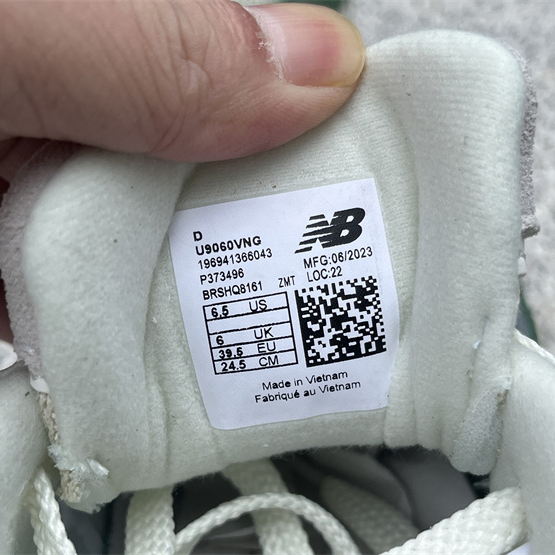 D
U9060VNG
196941366043
P373496
BRSHQ8161 ZMT
NB
MFG:06/2023
LOC:22
6.5 US
6 UK
39.5 EU
24.5 CM
Made in Vietnam
Fabriqué au Vietnam